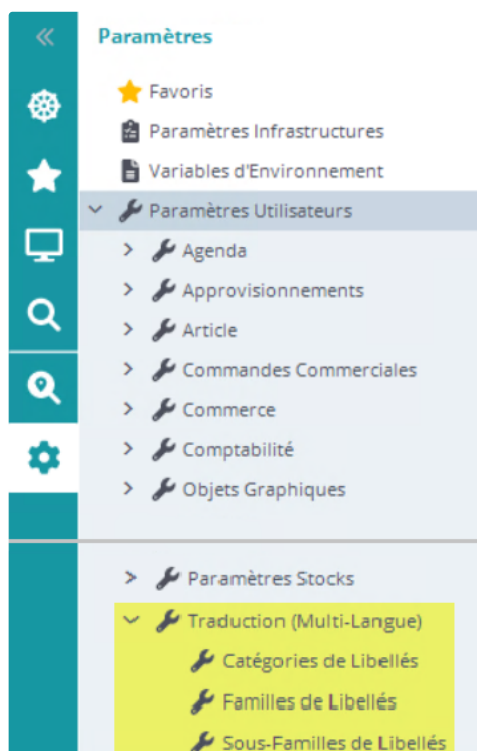 Paramètres
Favoris
Paramètres Infrastructures
Variables d'Environnement
Paramètres Utilisateurs
Agenda
Approvisionnements
Article
Commandes Commerciales
Commerce
Comptabilité
Objets Graphiques
Paramètres Stocks
Traduction (Multi-Langue)
Catégories de Libellés
Familles de Libellés
Sous-Familles de Libellés